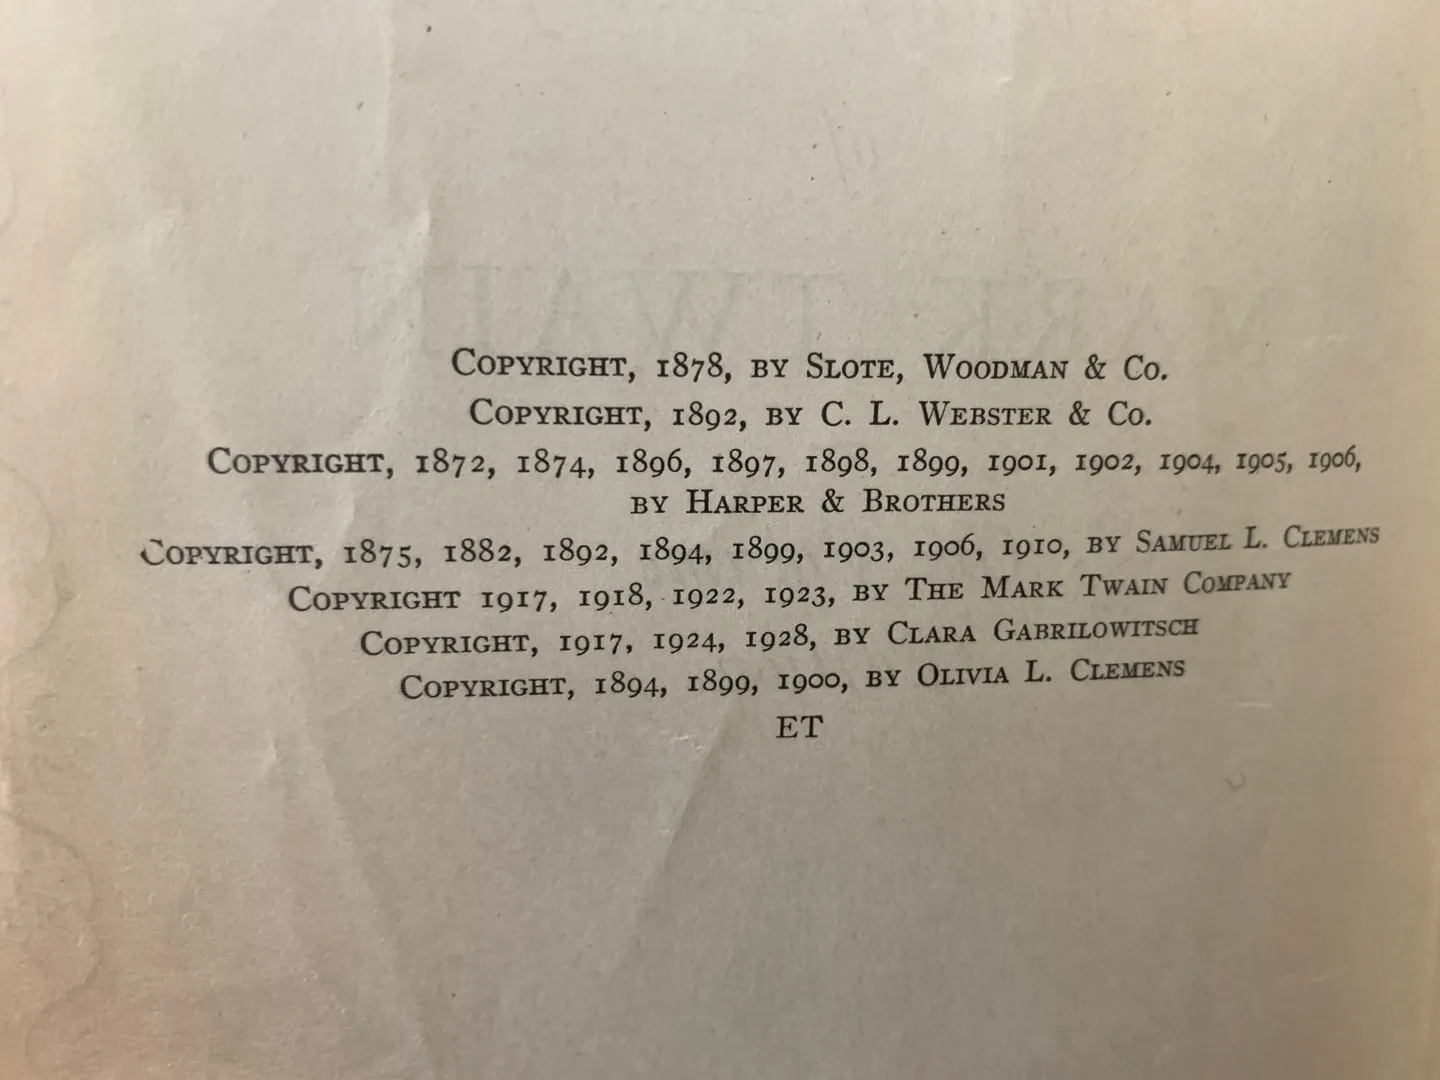 MARK TWAIN
COPYRIGHT, 1878, BY SLOTE, WOODMAN & CO.
COPYRIGHT, 1892, BY C. L. WEBSTER & CO.
COPYRIGHT, 1872, 1874, 1896, 1897, 1898, 1899, 1901, 1902, 1904, 1905, 1906,
BY HARPER & BROTHERS
COPYRIGHT, 1875, 1882, 1892, 1894, 1899, 1903, 1906, 1910, BY SAMUEL L. CLEMENS
COPYRIGHT 1917, 1918, 1922, 1923, BY THE MARK TWAIN COMPANY
COPYRIGHT, 1917, 1924, 1928, BY CLARA GABRILOWITSCH
COPYRIGHT, 1894, 1899, 1900, BY OLIVIA L. CLEMENS
ET